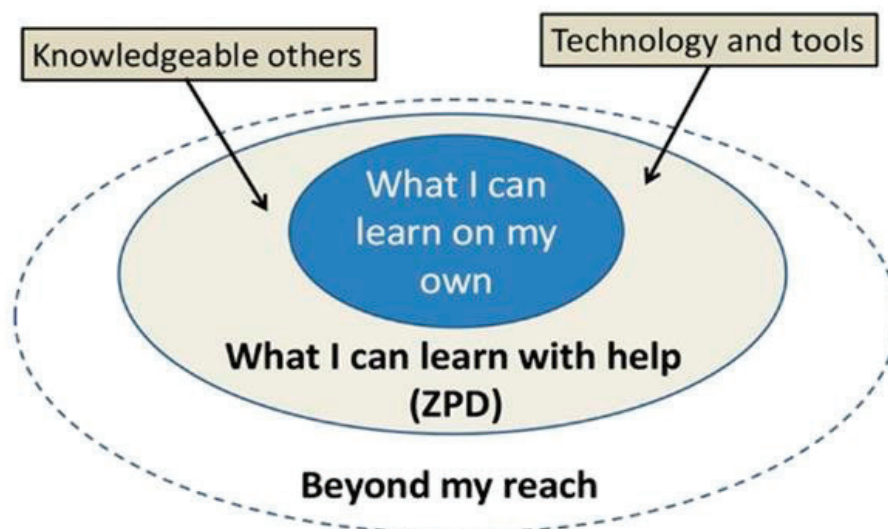 Knowledgeable others
Technology and tools
What I can
learn on my
own
What I can learn with help
(ZPD)
Beyond my reach